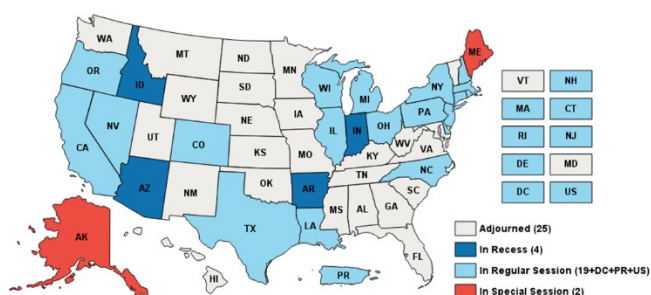 WA
MT
ND
MN
ME
OR
ID
SD
WI
NY
VT
NH
WY
MI
MA
CT
NV
NE
IA
PA
RI
NJ
CA
UT
CO
IL
IN
OH
DE
MD
KS
MO
KY
WV
VA
DC
US
AZ
NM
OK
AR
TN
NC
SC
MS
AL
GA
AK
TX
LA
FL
HI
PR
Adjourned (25)
In Recess (4)
In Regular Session (19+DC+PR+US)
In Special Session (2)